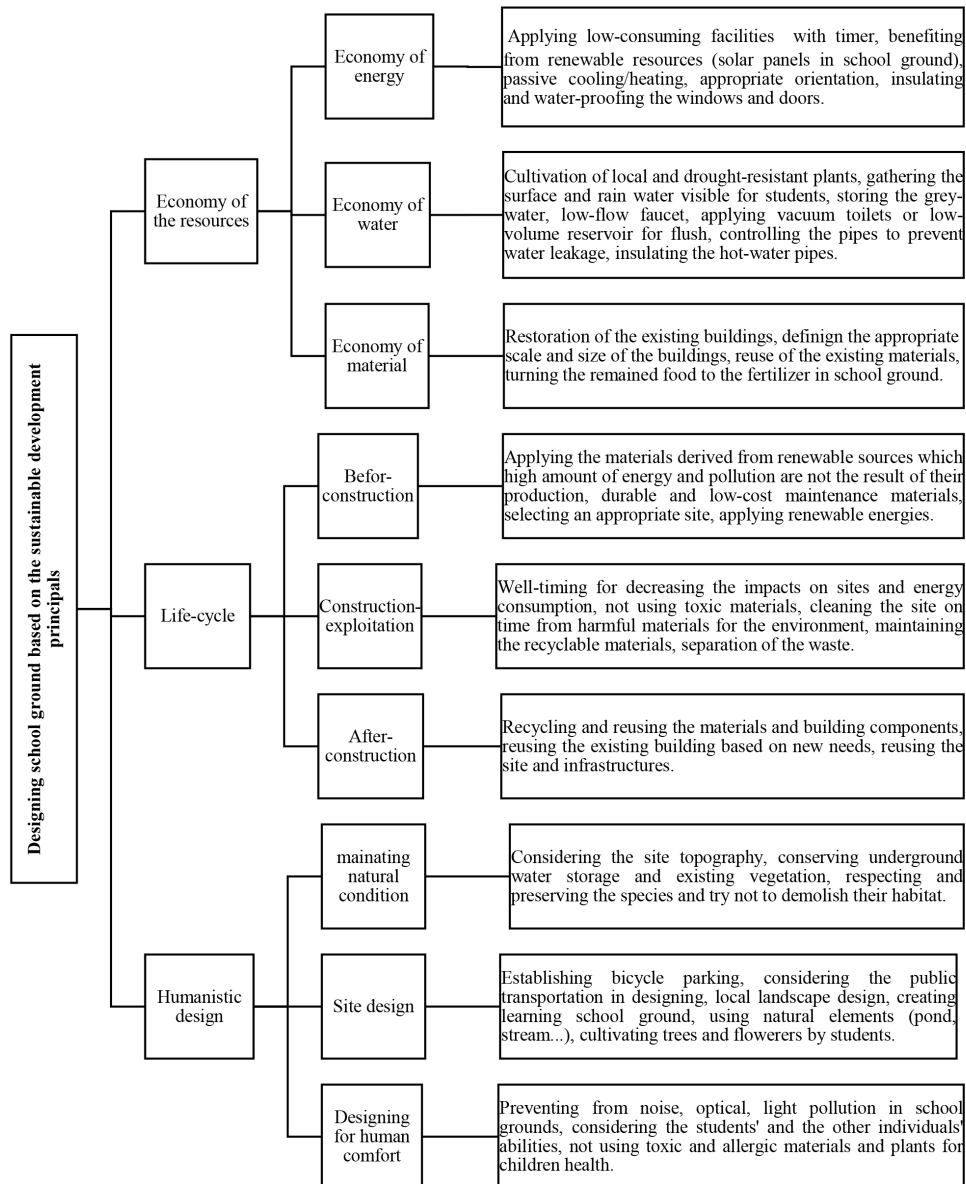 Designing school ground based on the sustainable development
principals
Economy of
the resources
Economy of
energy
Applying low-consuming facilities with timer, benefiting
from renewable resources (solar panels in school ground),
passive cooling/heating, appropriate orientation, insulating
and water-proofing the windows and doors.
Economy of
water
Cultivation of local and drought-resistant plants, gathering the
surface and rain water visible for students, storing the grey-
water, low-flow faucet, applying vacuum toilets or low-
volume reservoir for flush, controlling the pipes to prevent
water leakage, insulating the hot-water pipes.
Economy of
material
Restoration of the existing buildings, definign the appropriate
scale and size of the buildings, reuse of the existing materials,
turning the remained food to the fertilizer in school ground.
Life-cycle
Befor-
construction
Applying the materials derived from renewable sources which
high amount of energy and pollution are not the result of their
production, durable and low-cost maintenance materials,
selecting an appropriate site, applying renewable energies.
Construction-
exploitation
Well-timing for decreasing the impacts on sites and energy
consumption, not using toxic materials, cleaning the site on
time from harmful materials for the environment, maintaining
the recyclable materials, separation of the waste.
After-
construction
Recycling and reusing the materials and building components,
reusing the existing building based on new needs, reusing the
site and infrastructures.
Humanistic
design
mainating
natural
condition
Considering the site topography, conserving underground
water storage and existing vegetation, respecting and
preserving the species and try not to demolish their habitat.
Site design
Establishing bicycle parking, considering the public
transportation in designing, local landscape design, creating
learning school ground, using natural elements (pond,
stream...), cultivating trees and flowerers by students.
Designing
for human
comfort
Preventing from noise, optical, light pollution in school
grounds, considering the students' and the other individuals'
abilities, not using toxic and allergic materials and plants for
children health.